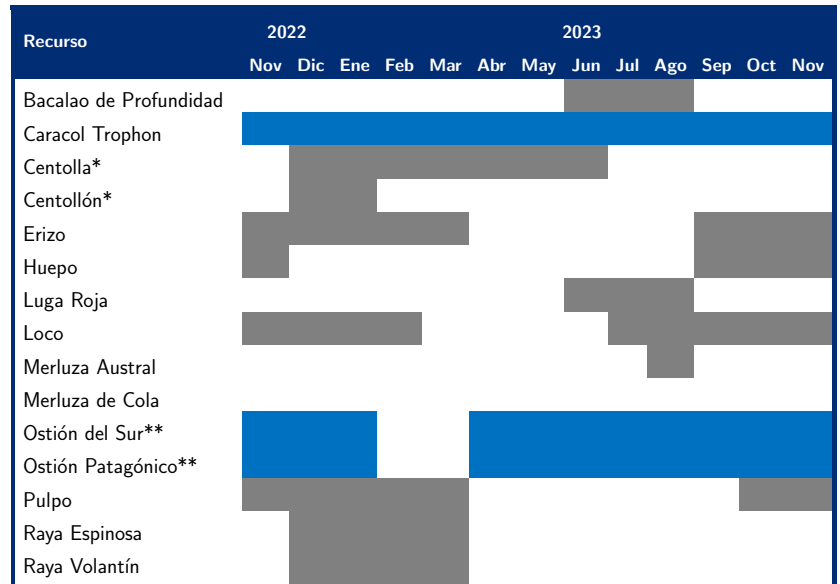 Recurso 2022 2023
Nov Dic Ene Feb Mar Abr May Jun Jul Ago Sep Oct Nov
Bacalao de Profundidad
Caracol Trophon
Centolla*
Centollón*
Erizo
Huepo
Luga Roja
Loco
Merluza Austral
Merluza de Cola
Ostión del Sur**
Ostión Patagónico**
Pulpo
Raya Espinosa
Raya Volantín